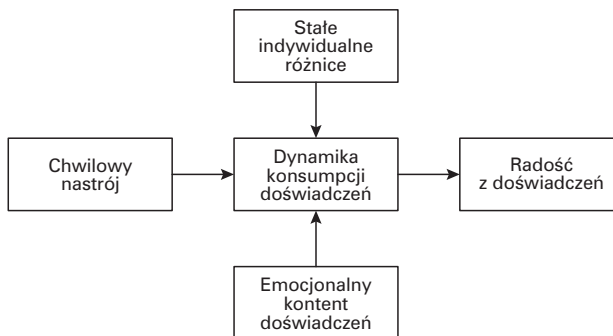 Stałe
indywidualne
różnice
Chwilowy
nastrój
Dynamika
konsumpcji
doświadczeń
Radość
z doświadczeń
Emocjonalny
kontent
doświadczeń